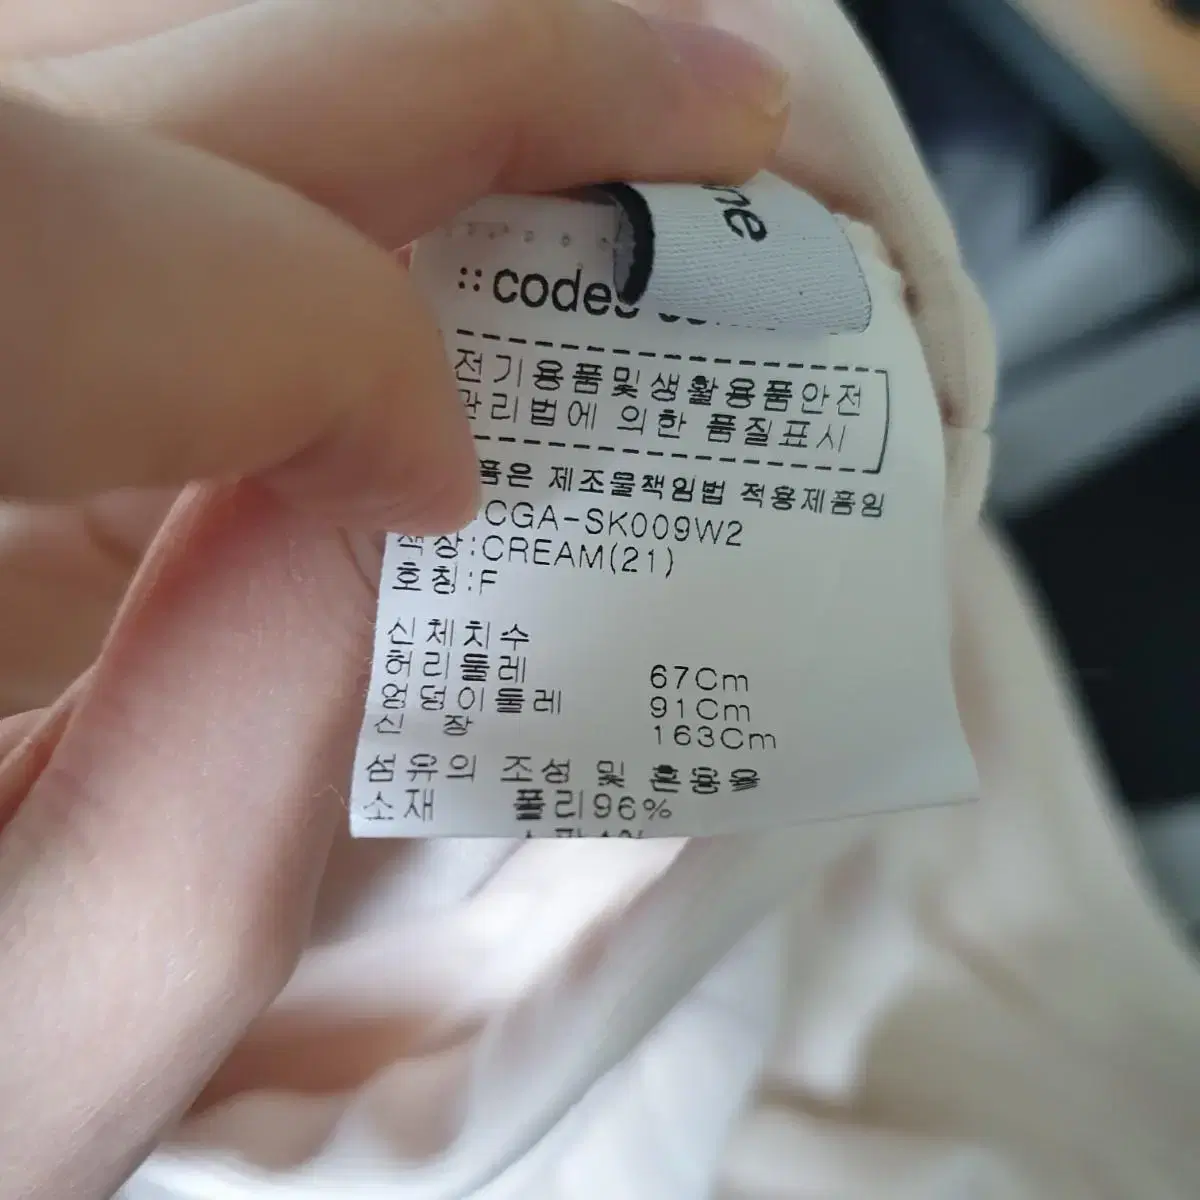 ne
::codes
전기용품및생활용품안전
관리법에 의한 품질표시
품은 제조물책임법 적용제품임
:CGA-SK009W2
색상:CREAM(21)
호칭:F
신체치수
허리둘레 67Cm
엉덩이둘레 91Cm
신 장 163Cm
섬유의 조성 및 혼용율
소재 폴리96%